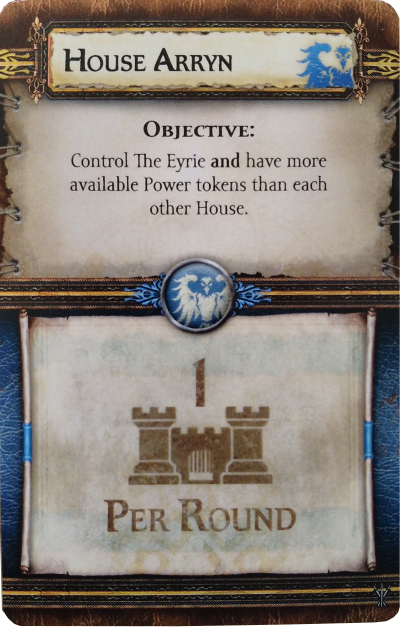 House Arryn
Objective:
Control The Eyrie and have more
available Power tokens than each
other House.
1
Per Round